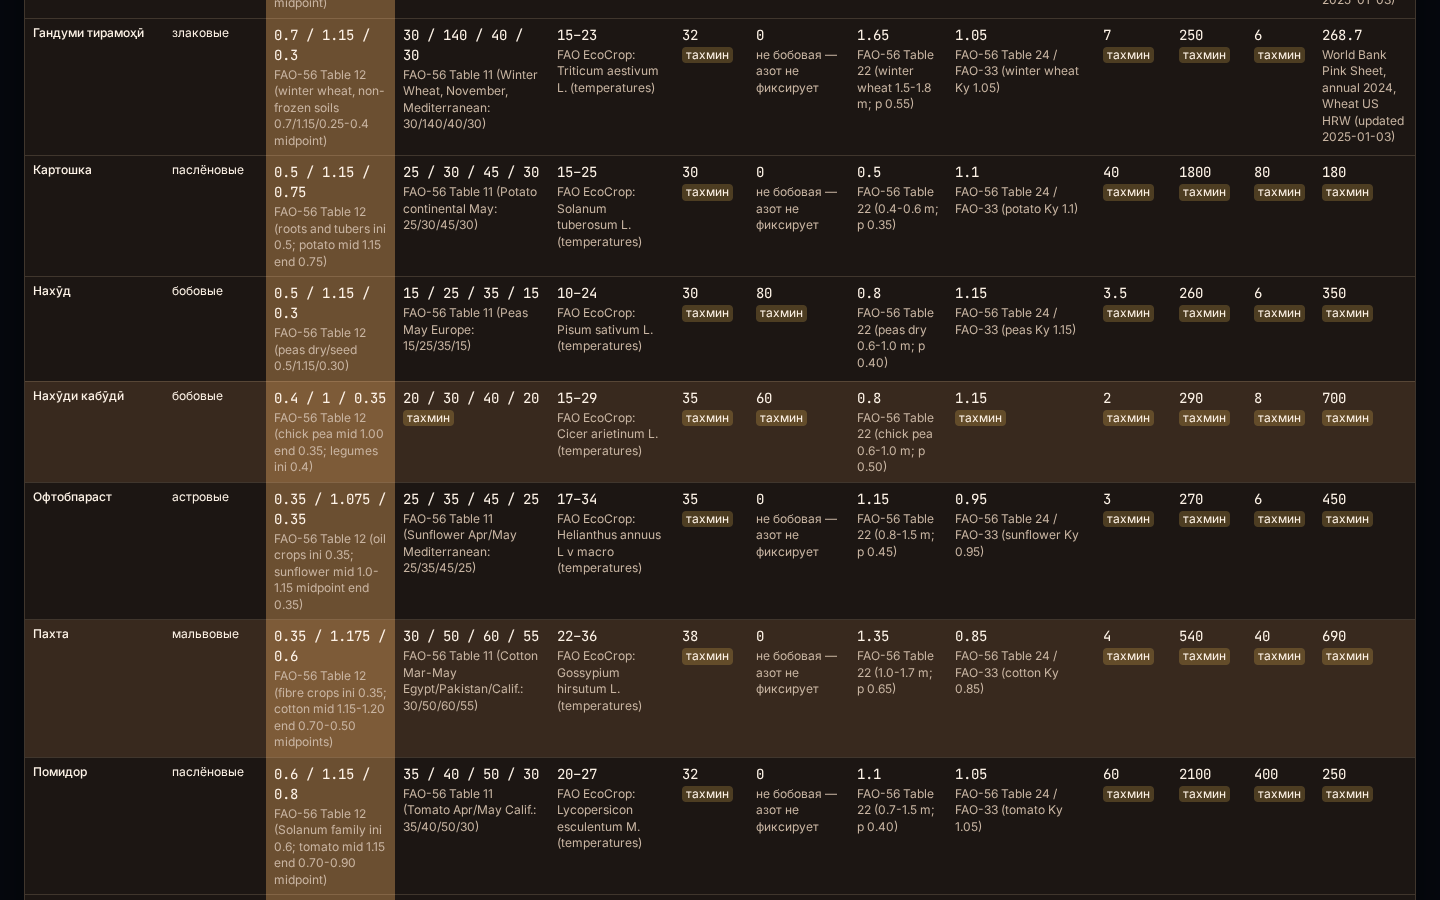 midpoint)
2025-01-03)
Гандуми тирамоҳӣ
злаковые
0.7 / 1.15 /
0.3
FAO-56 Table 12
(winter wheat, non-
frozen soils
0.7/1.15/0.25-0.4
midpoint)
30 / 140 / 40 /
30
FAO-56 Table 11 (Winter
Wheat, November,
Mediterranean:
30/140/40/30)
15–23
FAO EcoCrop:
Triticum aestivum
L. (temperatures)
32
тахмин
0
не бобовая —
азот не
фиксирует
1.65
FAO-56 Table
22 (winter
wheat 1.5-1.8
m; p 0.55)
1.05
FAO-56 Table 24 /
FAO-33 (winter wheat
Ky 1.05)
7
тахмин
250
тахмин
6
тахмин
268.7
World Bank
Pink Sheet,
annual 2024,
Wheat US
HRW (updated
2025-01-03)
Картошка
паслёновые
0.5 / 1.15 /
0.75
FAO-56 Table 12
(roots and tubers ini
0.5; potato mid 1.15
end 0.75)
25 / 30 / 45 / 30
FAO-56 Table 11 (Potato
continental May:
25/30/45/30)
15–25
FAO EcoCrop:
Solanum
tuberosum L.
(temperatures)
30
тахмин
0
не бобовая —
азот не
фиксирует
0.5
FAO-56 Table
22 (0.4-0.6 m;
p 0.35)
1.1
FAO-56 Table 24 /
FAO-33 (potato Ky 1.1)
40
тахмин
1800
тахмин
80
тахмин
180
тахмин
Нахӯд
бобовые
0.5 / 1.15 /
0.3
FAO-56 Table 12
(peas dry/seed
0.5/1.15/0.30)
15 / 25 / 35 / 15
FAO-56 Table 11 (Peas
May Europe:
15/25/35/15)
10–24
FAO EcoCrop:
Pisum sativum L.
(temperatures)
30
тахмин
80
тахмин
0.8
FAO-56 Table
22 (peas dry
0.6-1.0 m; p
0.40)
1.15
FAO-56 Table 24 /
FAO-33 (peas Ky 1.15)
3.5
тахмин
260
тахмин
6
тахмин
350
тахмин
Нахӯди кабӯдӣ
бобовые
0.4 / 1 / 0.35
FAO-56 Table 12
(chick pea mid 1.00
end 0.35; legumes
ini 0.4)
20 / 30 / 40 / 20
тахмин
15–29
FAO EcoCrop:
Cicer arietinum L.
(temperatures)
35
тахмин
60
тахмин
0.8
FAO-56 Table
22 (chick pea
0.6-1.0 m; p
0.50)
1.15
тахмин
2
тахмин
290
тахмин
8
тахмин
700
тахмин
Офтобпараст
астровые
0.35 / 1.075 /
0.35
FAO-56 Table 12 (oil
crops ini 0.35;
sunflower mid 1.0-
1.15 midpoint end
0.35)
25 / 35 / 45 / 25
FAO-56 Table 11
(Sunflower Apr/May
Mediterranean:
25/35/45/25)
17–34
FAO EcoCrop:
Helianthus annuus
L v macro
(temperatures)
35
тахмин
0
не бобовая —
азот не
фиксирует
1.15
FAO-56 Table
22 (0.8-1.5 m;
p 0.45)
0.95
FAO-56 Table 24 /
FAO-33 (sunflower Ky
0.95)
3
тахмин
270
тахмин
6
тахмин
450
тахмин
Пахта
мальвовые
0.35 / 1.175 /
0.6
FAO-56 Table 12
(fibre crops ini 0.35;
cotton mid 1.15-1.20
end 0.70-0.50
midpoints)
30 / 50 / 60 / 55
FAO-56 Table 11 (Cotton
Mar-May
Egypt/Pakistan/Calif.:
30/50/60/55)
22–36
FAO EcoCrop:
Gossypium
hirsutum L.
(temperatures)
38
тахмин
0
не бобовая —
азот не
фиксирует
1.35
FAO-56 Table
22 (1.0-1.7 m;
p 0.65)
0.85
FAO-56 Table 24 /
FAO-33 (cotton Ky
0.85)
4
тахмин
540
тахмин
40
тахмин
690
тахмин
Помидор
паслёновые
0.6 / 1.15 /
0.8
FAO-56 Table 12
(Solanum family ini
0.6; tomato mid 1.15
end 0.70-0.90
midpoint)
35 / 40 / 50 / 30
FAO-56 Table 11
(Tomato Apr/May Calif.:
35/40/50/30)
20–27
FAO EcoCrop:
Lycopersicon
esculentum M.
(temperatures)
32
тахмин
0
не бобовая —
азот не
фиксирует
1.1
FAO-56 Table
22 (0.7-1.5 m;
p 0.40)
1.05
FAO-56 Table 24 /
FAO-33 (tomato Ky
1.05)
60
тахмин
2100
тахмин
400
тахмин
250
тахмин